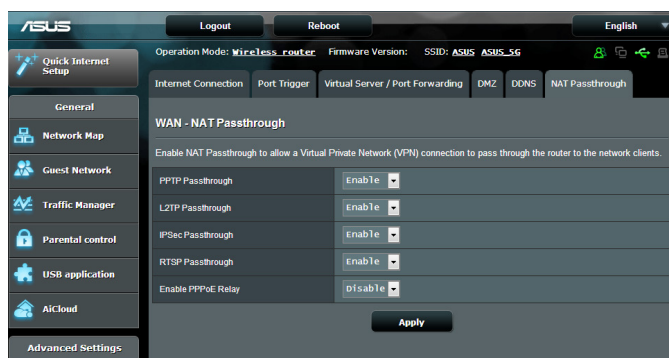 ASUS
Logout
Reboot
English
Operation Mode: Wireless router Firmware Version: SSID: ASUS ASUS_5G
Quick Internet
Setup
General
Network Map
Guest Network
Traffic Manager
Parental control
USB application
AiCloud
Advanced Settings
Internet Connection
Port Trigger
Virtual Server / Port Forwarding
DMZ
DDNS
NAT Passthrough
WAN - NAT Passthrough
Enable NAT Passthrough to allow a Virtual Private Network (VPN) connection to pass through the router to the network clients.
PPTP Passthrough Enable
L2TP Passthrough Enable
IPSec Passthrough Enable
RTSP Passthrough Enable
Enable PPPoE Relay Disable
Apply